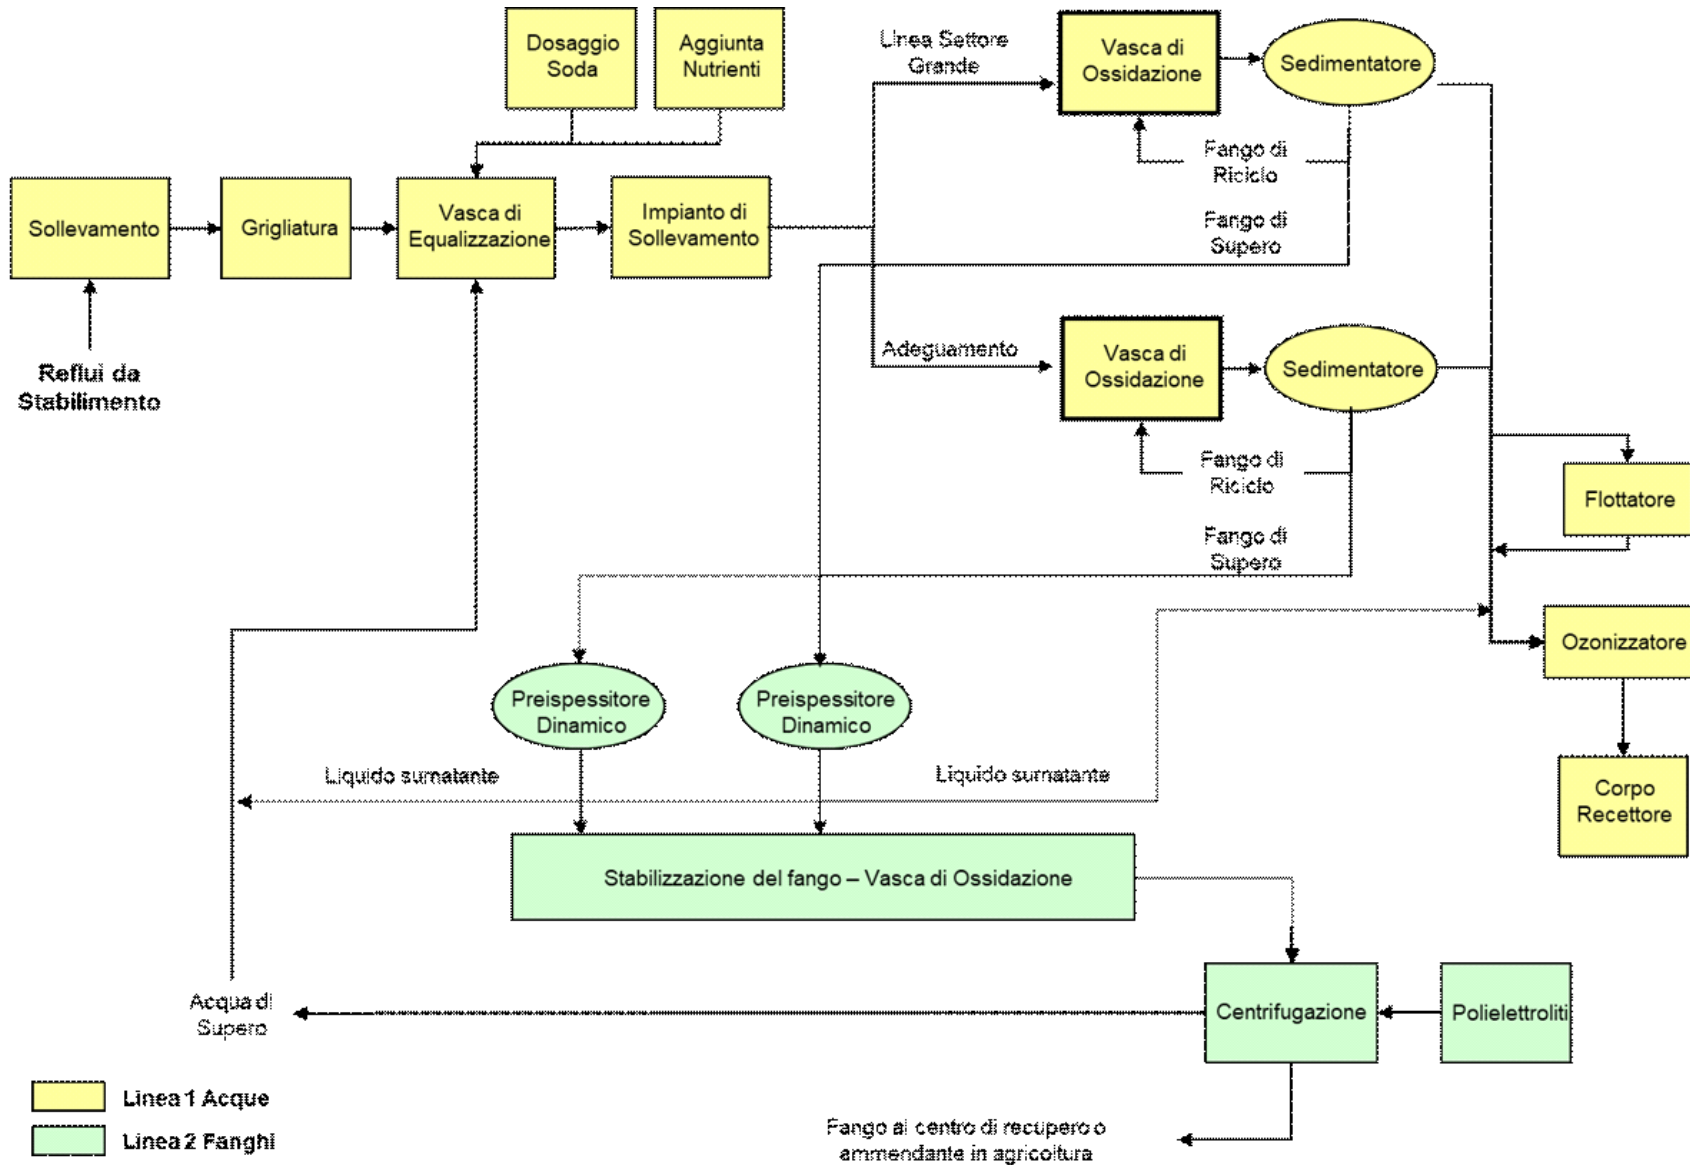 Dosaggio
Soda
Aggiunta
Nutrienti
Linea Settore
Grande
Vasca di
Ossidazione
Sedimentatore
Fango di
Riciclo
Fango di
Supero
Sollevamento
Grigliatura
Vasca di
Equalizzazione
Impianto di
Sollevamento
Reflui da
Stabilimento
Adeguamento
Vasca di
Ossidazione
Sedimentatore
Fango di
Riciclo
Flottatore
Fango di
Supero
Ozonizzatore
Preispessitore
Dinamico
Preispessitore
Dinamico
Liquido surnatante
Liquido surnatante
Corpo
Recettore
Stabilizzazione del fango – Vasca di Ossidazione
Acqua di
Supero
Centrifugazione
Polielettroliti
Linea 1 Acque
Linea 2 Fanghi
Fango al centro di recupero o
ammendante in agricoltura